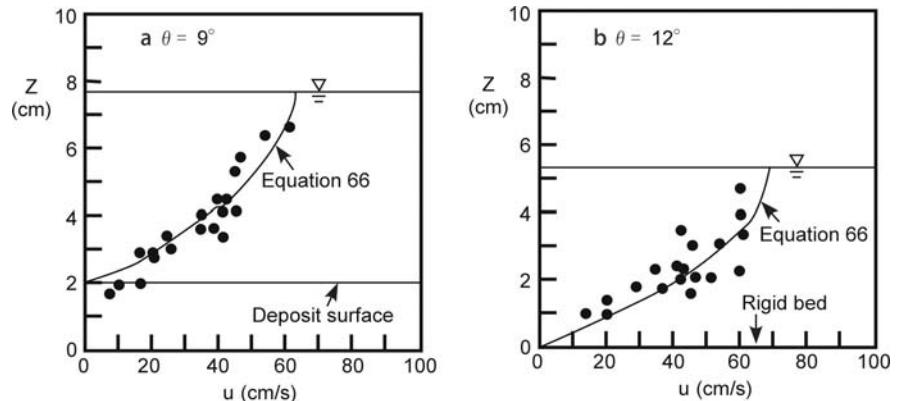 a θ = 9°
10
8
6
4
2
0
Z
(cm)
Equation 66
Deposit surface
0 20 40 60 80 100
u (cm/s)
b θ = 12°
10
8
6
4
2
0
Z
(cm)
Equation 66
Rigid bed
0 20 40 60 80 100
u (cm/s)